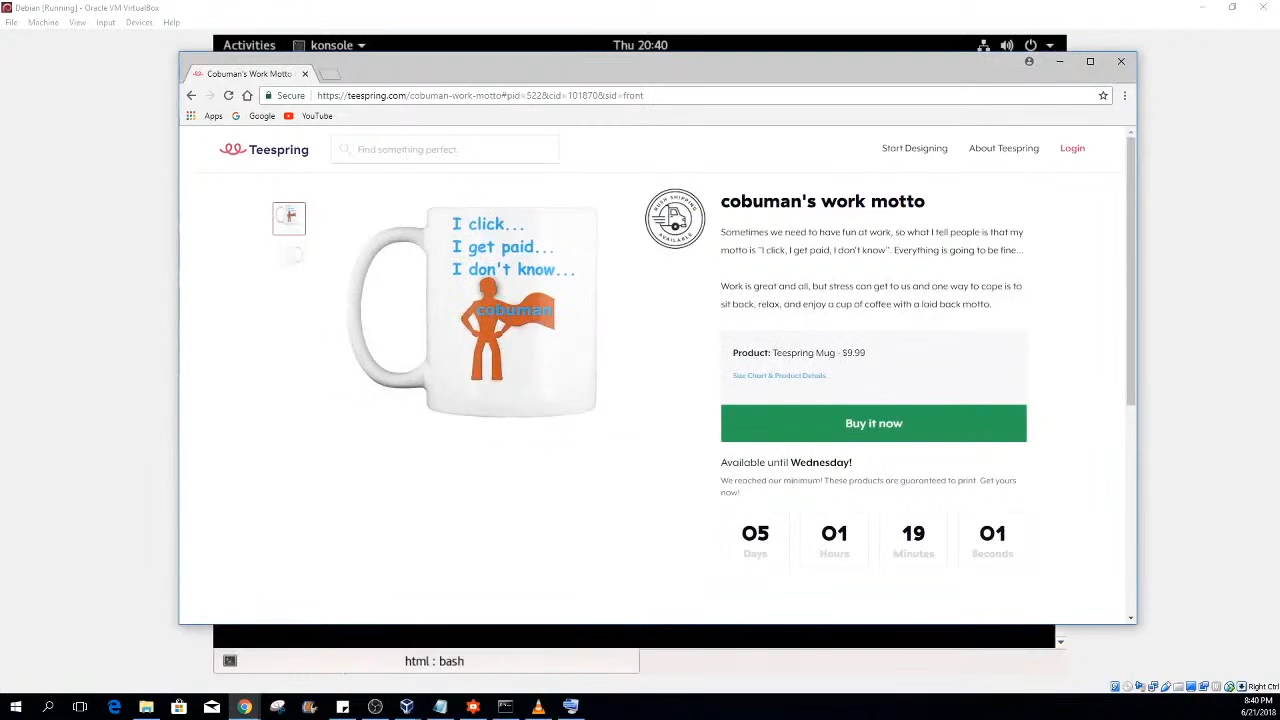 Debian [Running] - Oracle VM VirtualBox
File Machine View Input Devices Help
Activities konsole Thu 20:40
Cobuman's Work Motto
Secure https://teespring.com/cobuman-work-motto#pid=522&cid=101870&sid=front
Apps Google YouTube
Teespring Find something perfect. Start Designing About Teespring Login
I click...
I get paid...
I don't know...
cobuman
RUSH SHIPPING
AVAILABLE
cobuman's work motto
Sometimes we need to have fun at work, so what I tell people is that my
motto is "I click, I get paid, I don't know". Everything is going to be fine...
Work is great and all, but stress can get to us and one way to cope is to
sit back, relax, and enjoy a cup of coffee with a laid back motto.
Product: Teespring Mug - $9.99
Size Chart & Product Details
Buy it now
Available until Wednesday!
We reached our minimum! These products are guaranteed to print. Get yours
now!
05 01 19 01
Days Hours Minutes Seconds
html : bash
Right Ctrl
8:40 PM
6/21/2018